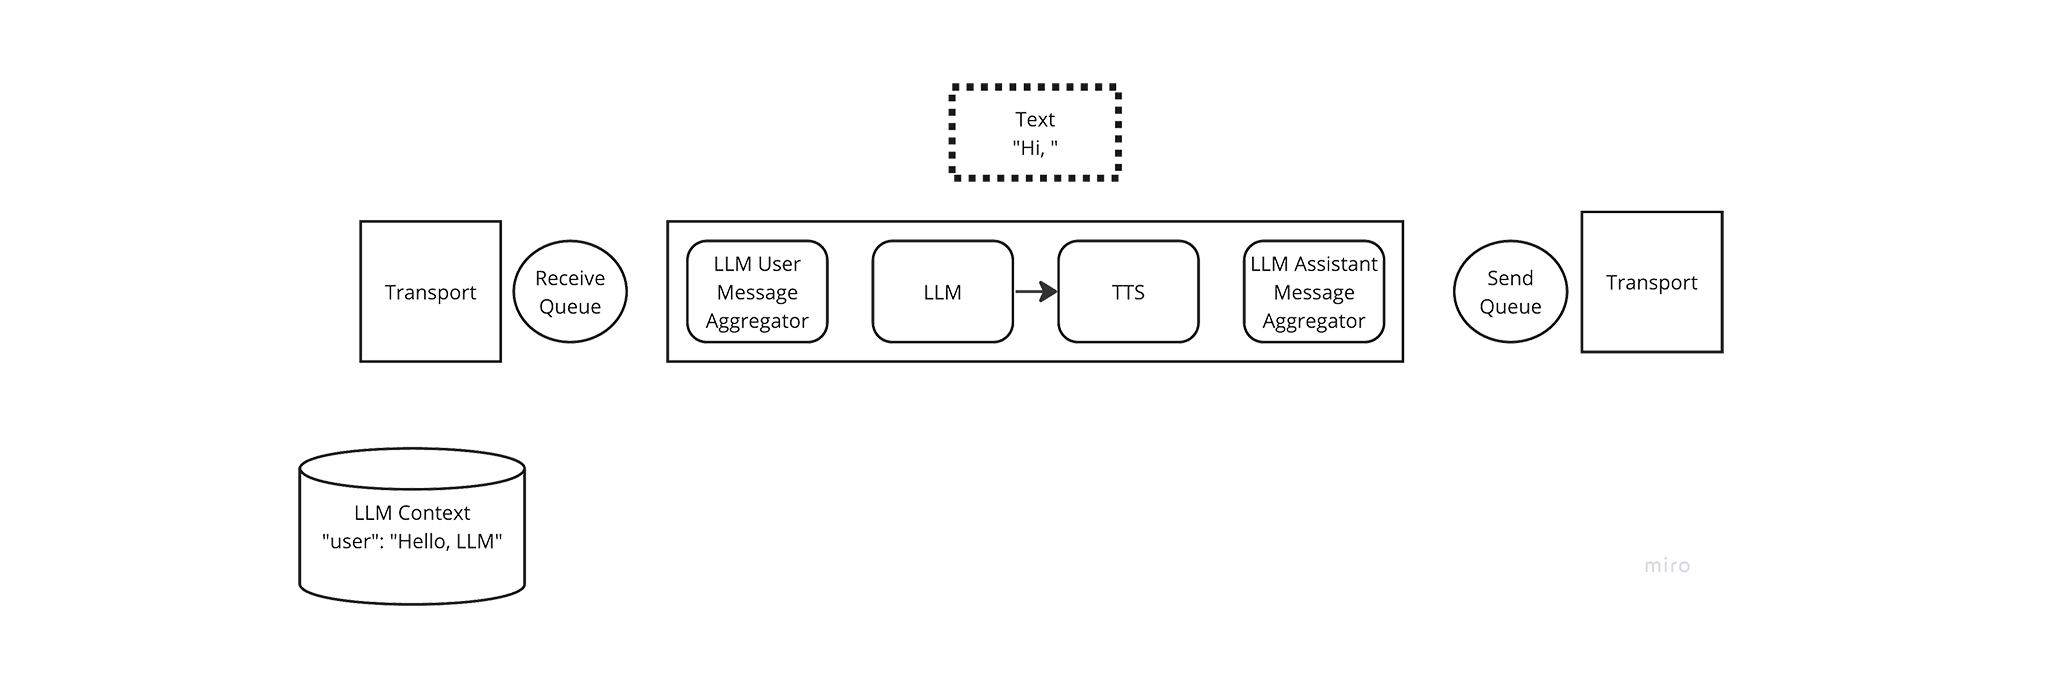 Text
"Hi, "
Transport
Receive
Queue
LLM User
Message
Aggregator
LLM
TTS
LLM Assistant
Message
Aggregator
Send
Queue
Transport
LLM Context
"user": "Hello, LLM"
miro